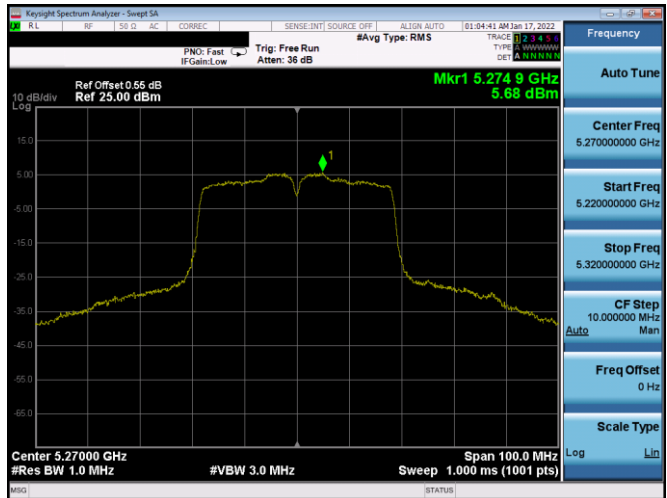 Keysight Spectrum Analyzer - Swept SA
RL RF 50 Ω AC CORREC SENSE:INT SOURCE OFF ALIGN AUTO 01:04:41 AM Jan 17, 2022
#Avg Type: RMS
TRACE 1 2 3 4 5 6
PNO: Fast Trig: Free Run TYPE A WWWWW
IFGain:Low Atten: 36 dB DET A N N N N N
Mkr1 5.274 9 GHz
5.68 dBm
Ref Offset 0.55 dB
10 dB/div Ref 25.00 dBm
Log
15.0
5.00
-5.00
-15.0
-25.0
-35.0
-45.0
-55.0
-65.0
1
Center 5.27000 GHz Span 100.0 MHz
#Res BW 1.0 MHz #VBW 3.0 MHz Sweep 1.000 ms (1001 pts)
MSG STATUS
Frequency
Auto Tune
Center Freq
5.270000000 GHz
Start Freq
5.220000000 GHz
Stop Freq
5.320000000 GHz
CF Step
10.000000 MHz
Auto Man
Freq Offset
0 Hz
Scale Type
Log Lin